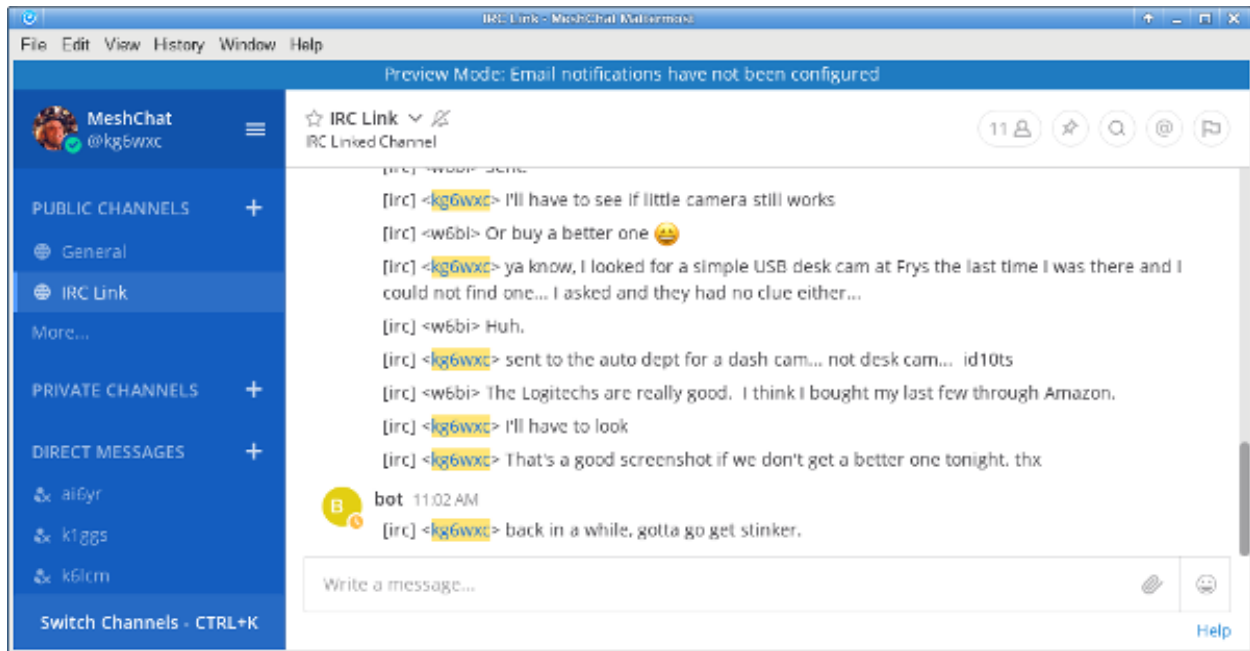 IRC Link - MeshChat Mattermost
File Edit View History Window Help
Preview Mode: Email notifications have not been configured
MeshChat
@kg6wxc
IRC Link
IRC Linked Channel
11
PUBLIC CHANNELS
General
IRC Link
More...
PRIVATE CHANNELS
DIRECT MESSAGES
ai6yr
k1ggs
k6lcm
Switch Channels - CTRL+K
[irc] <w6bi> Sent.
[irc] <kg6wxc> I'll have to see if little camera still works
[irc] <w6bi> Or buy a better one 😄
[irc] <kg6wxc> ya know, I looked for a simple USB desk cam at Frys the last time I was there and I
could not find one... I asked and they had no clue either...
[irc] <w6bi> Huh.
[irc] <kg6wxc> sent to the auto dept for a dash cam... not desk cam... id10ts
[irc] <w6bi> The Logitechs are really good. I think I bought my last few through Amazon.
[irc] <kg6wxc> I'll have to look
[irc] <kg6wxc> That's a good screenshot if we don't get a better one tonight. thx
B
bot 11:02 AM
[irc] <kg6wxc> back in a while, gotta go get stinker.
Write a message...
Help